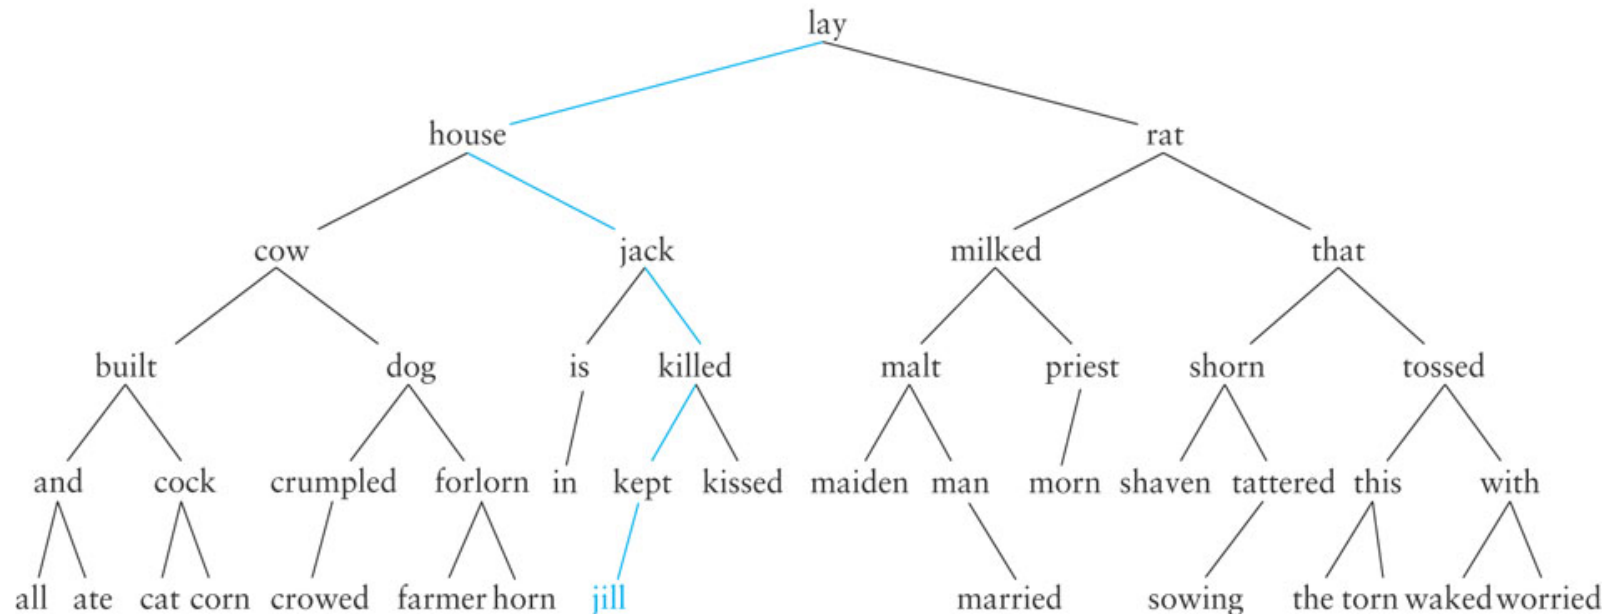 lay
house rat
cow jack milked that
built dog is killed malt priest shorn tossed
and cock crumpled forlorn in kept kissed maiden man morn shaven tattered this with
all ate cat corn crowed farmer horn jill married sowing the torn waked worried